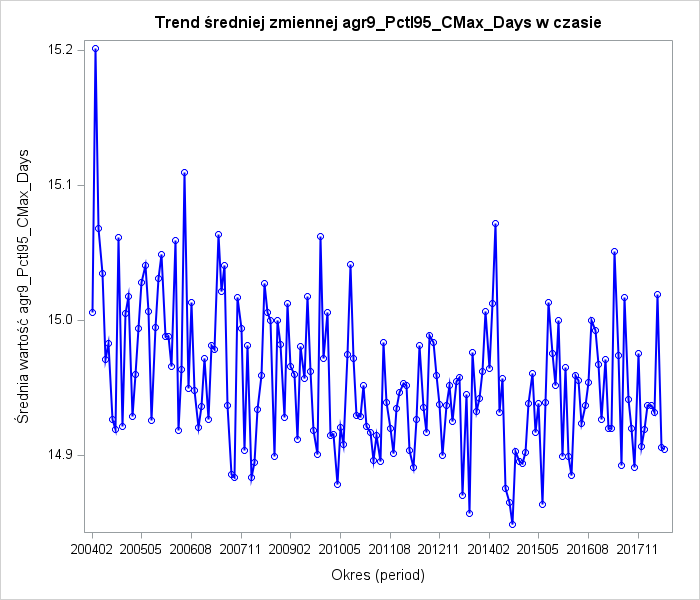 Trend średniej zmiennej agr9_Pctl95_CMax_Days w czasie
Średnia wartość agr9_Pctl95_CMax_Days
15.2
15.1
15.0
14.9
200402 200505 200608 200711 200902 201005 201108 201211 201402 201505 201608 201711
Okres (period)